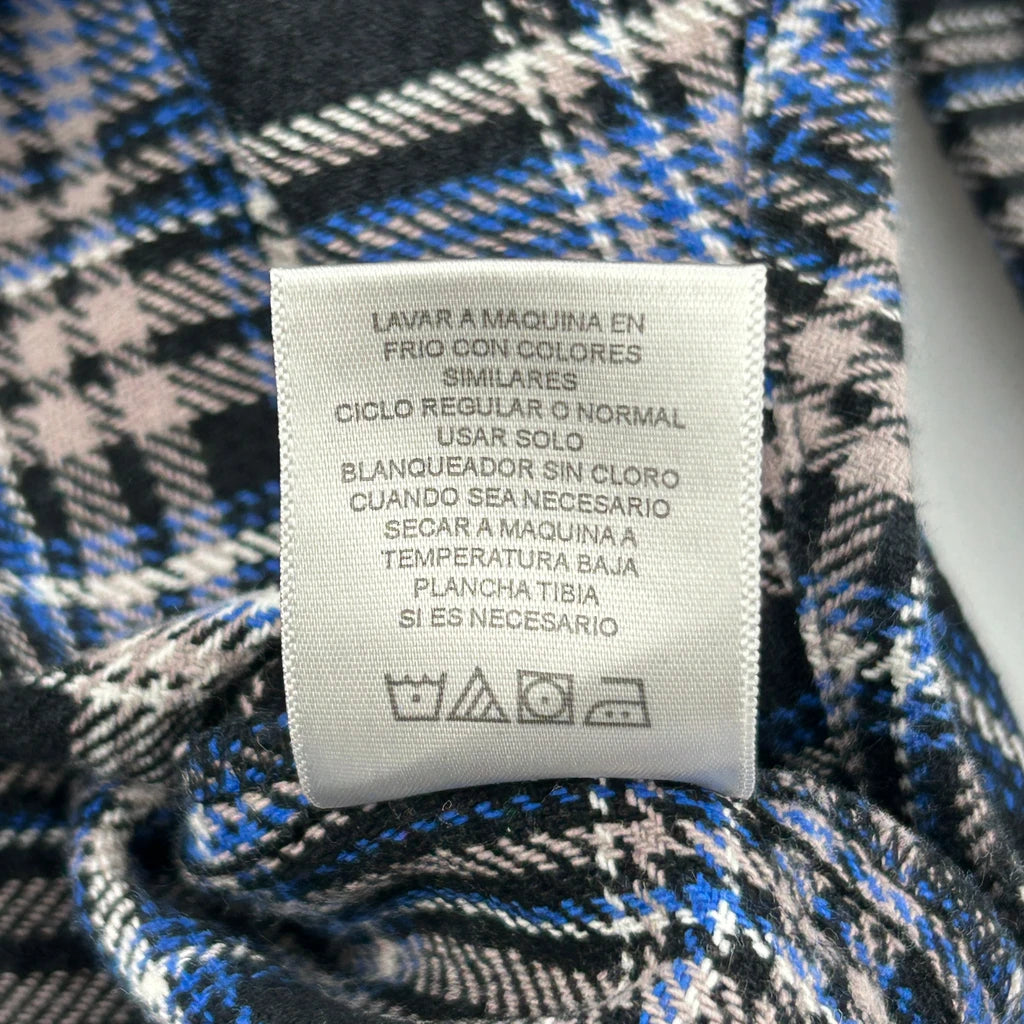 LAVAR A MAQUINA EN
FRIO CON COLORES
SIMILARES
CICLO REGULAR O NORMAL
USAR SOLO
BLANQUEADOR SIN CLORO
CUANDO SEA NECESARIO
SECAR A MAQUINA A
TEMPERATURA BAJA
PLANCHA TIBIA
SI ES NECESARIO